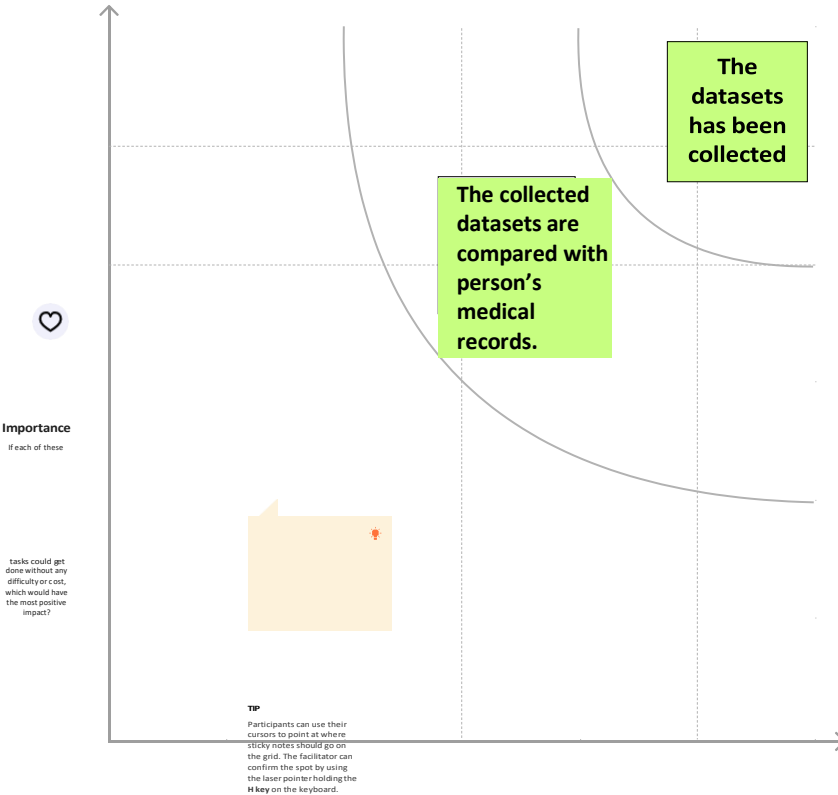 The
datasets
has been
collected
The collected
datasets are
compared with
person's
medical
records.
Importance
If each of these
tasks could get
done without any
difficulty or cost,
which would have
the most positive
impact?
TIP
Participants can use their
cursors to point at where
sticky notes should go on
the grid. The facilitator can
confirm the spot by using
the laser pointer holding the
H key on the keyboard.